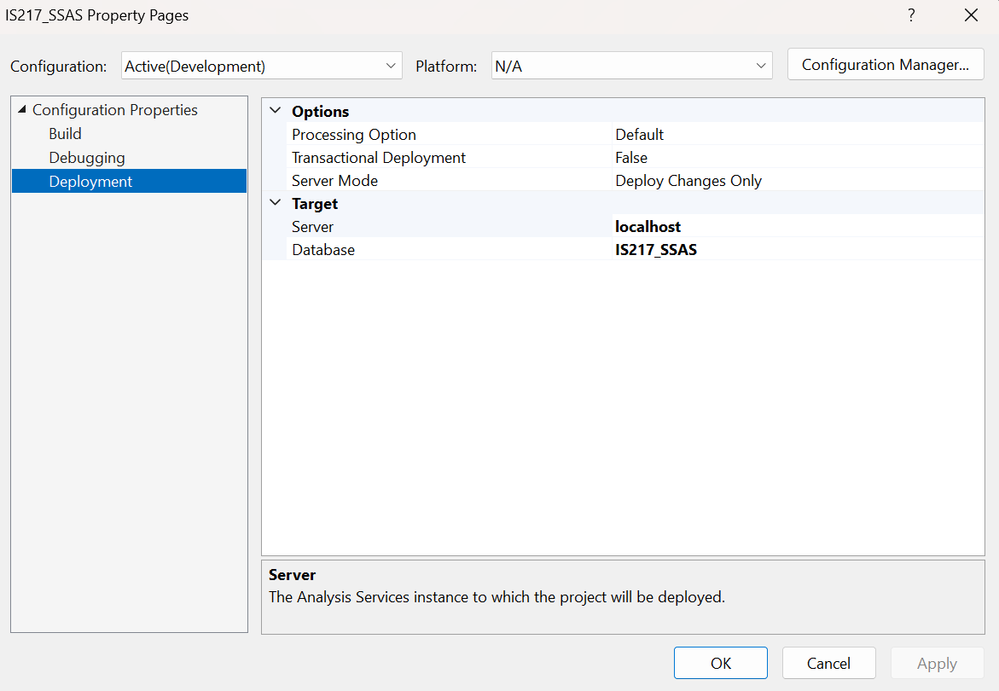 IS217_SSAS Property Pages ?
Configuration: Active(Development) Platform: N/A Configuration Manager...
Configuration Properties
Build
Debugging
Deployment
Options
Processing Option Default
Transactional Deployment False
Server Mode Deploy Changes Only
Target
Server localhost
Database IS217_SSAS
Server
The Analysis Services instance to which the project will be deployed.
OK Cancel Apply